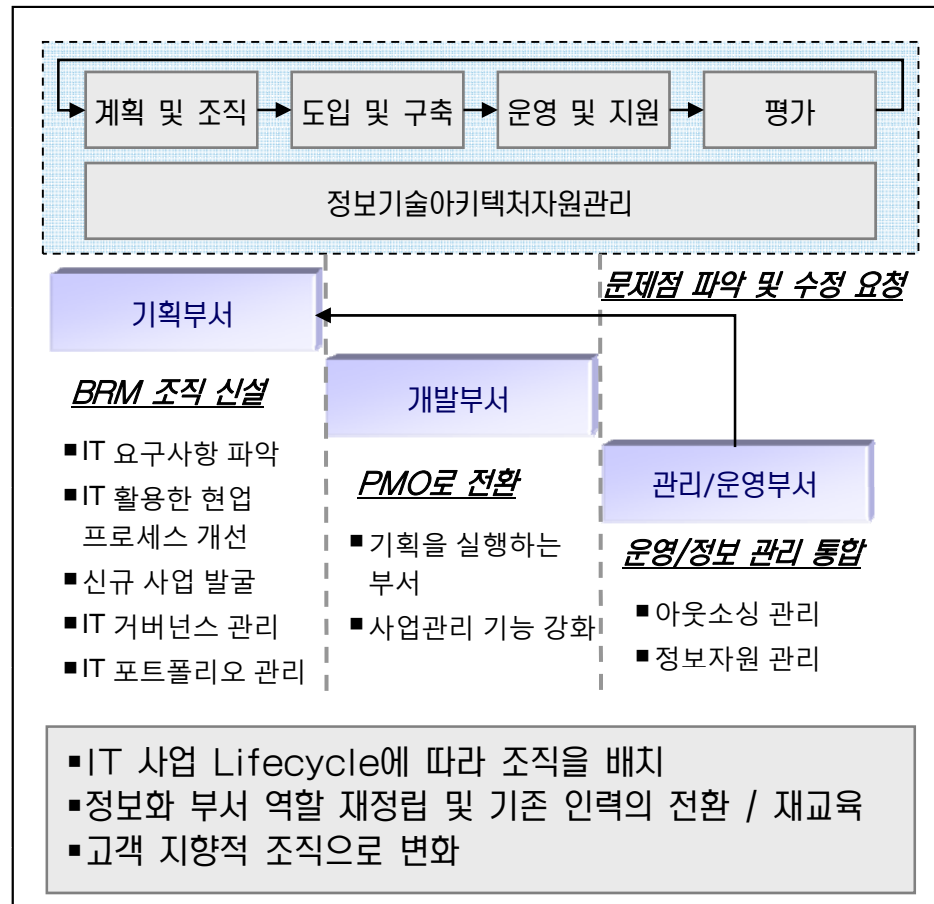 계획 및 조직
도입 및 구축
운영 및 지원
평가
정보기술아키텍처자원관리
문제점 파악 및 수정 요청
기획부서
BRM 조직 신설
■IT 요구사항 파악
■IT 활용한 현업
프로세스 개선
■신규 사업 발굴
■IT 거버넌스 관리
■IT 포트폴리오 관리
개발부서
PMO로 전환
■기획을 실행하는
부서
■사업관리 기능 강화
관리/운영부서
운영/정보 관리 통합
■아웃소싱 관리
■정보자원 관리
▪IT 사업 Lifecycle에 따라 조직을 배치
▪정보화 부서 역할 재정립 및 기존 인력의 전환 / 재교육
▪고객 지향적 조직으로 변화